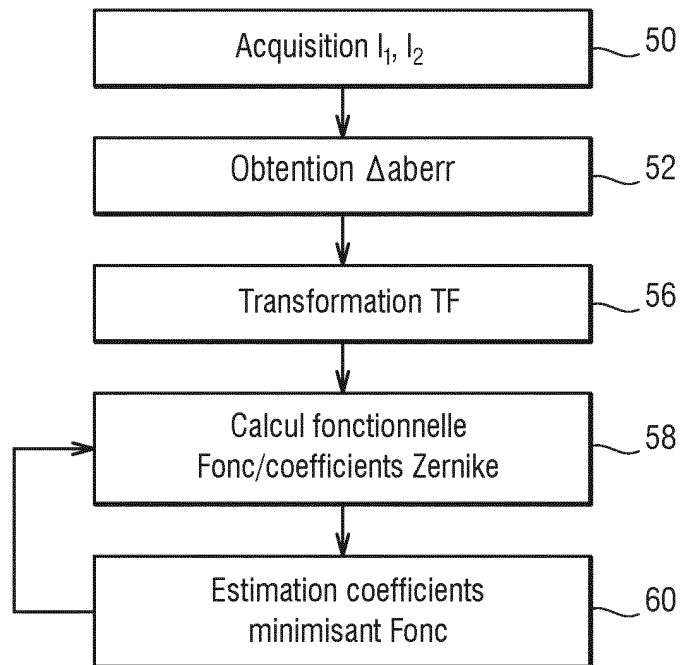 Acquisition I₁, I₂
50
Obtention Δaberr
52
Transformation TF
56
Calcul fonctionnelle
Fonc/coefficients Zernike
58
Estimation coefficients
minimisant Fonc
60